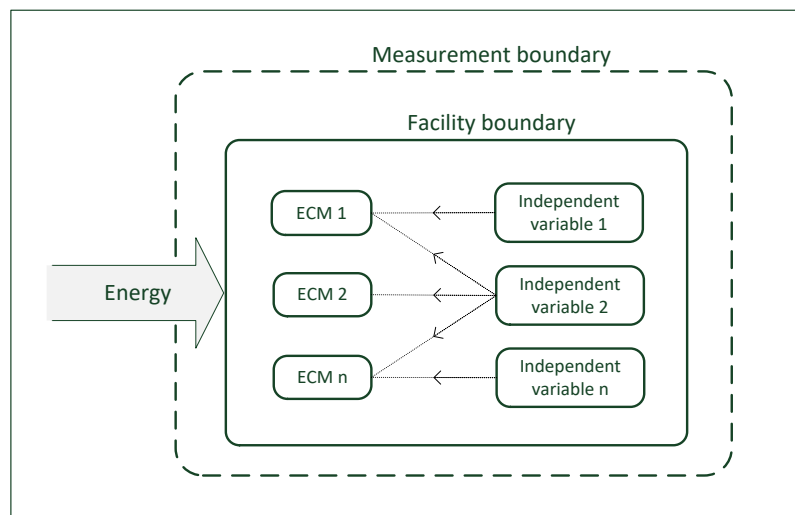 Measurement boundary
Facility boundary
ECM 1
Independent
variable 1
Energy
ECM 2
Independent
variable 2
ECM n
Independent
variable n